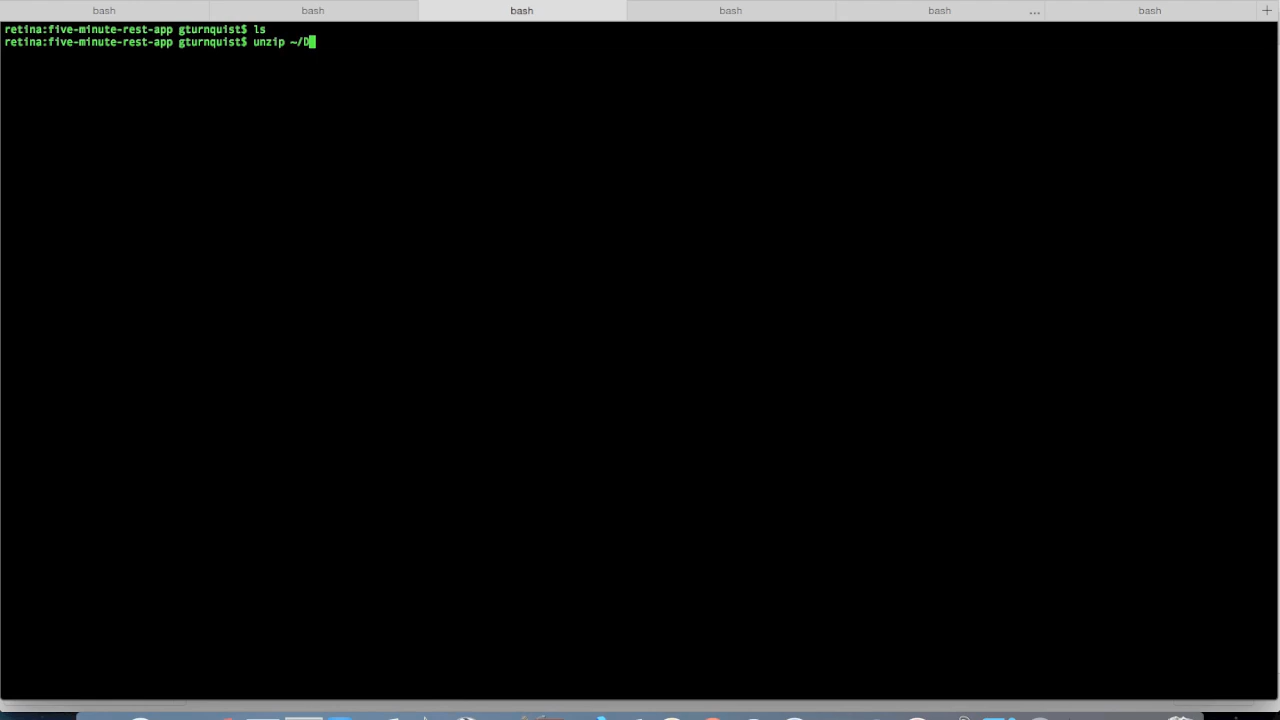 bash
bash
bash
bash
bash
...
bash
+
retina:five-minute-rest-app gturnquist$ ls
retina:five-minute-rest-app gturnquist$ unzip ~/D